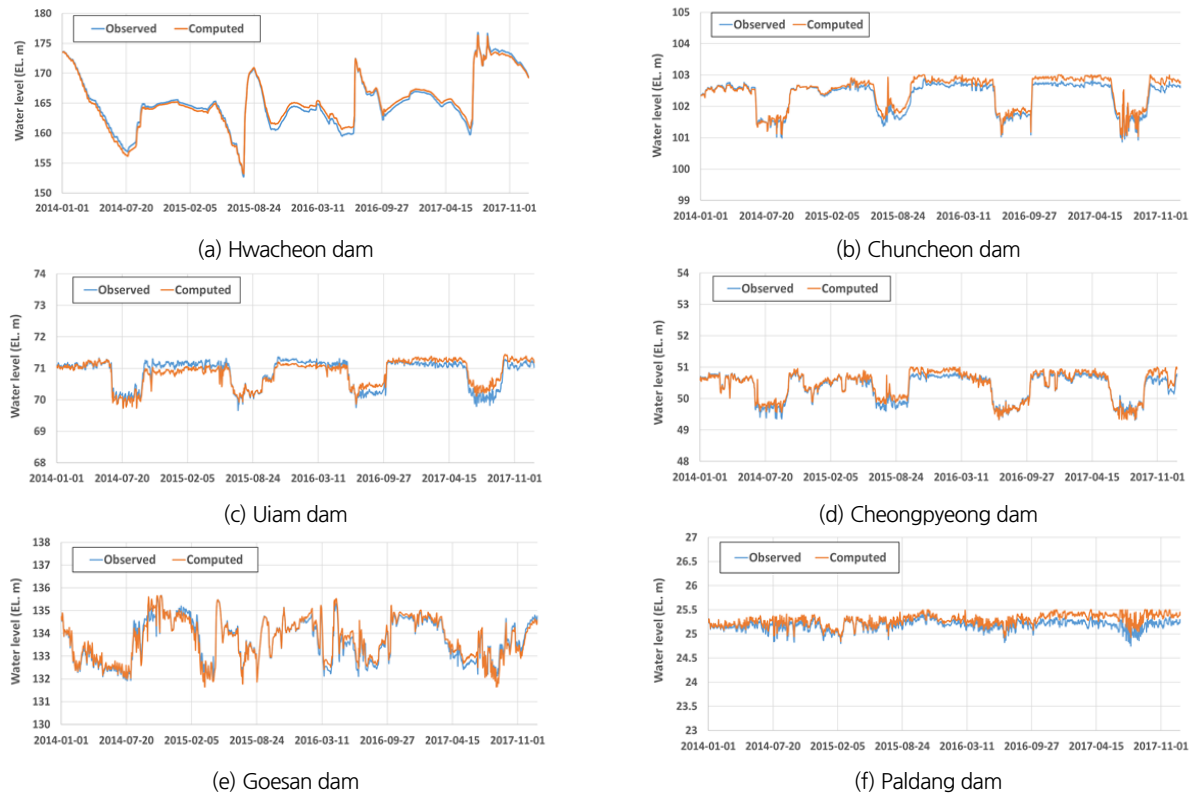 Observed Computed
Water level (EL. m)
180
175
170
165
160
155
150
2014-01-01 2014-07-20 2015-02-05 2015-08-24 2016-03-11 2016-09-27 2017-04-15 2017-11-01
(a) Hwacheon dam
Observed Computed
Water level (EL. m)
105
104
103
102
101
100
99
2014-01-01 2014-07-20 2015-02-05 2015-08-24 2016-03-11 2016-09-27 2017-04-15 2017-11-01
(b) Chuncheon dam
Observed Computed
Water level (EL. m)
74
73
72
71
70
69
68
2014-01-01 2014-07-20 2015-02-05 2015-08-24 2016-03-11 2016-09-27 2017-04-15 2017-11-01
(c) Uiam dam
Observed Computed
Water level (EL. m)
54
53
52
51
50
49
48
2014-01-01 2014-07-20 2015-02-05 2015-08-24 2016-03-11 2016-09-27 2017-04-15 2017-11-01
(d) Cheongpyeong dam
Observed Computed
Water level (EL. m)
138
137
136
135
134
133
132
131
130
2014-01-01 2014-07-20 2015-02-05 2015-08-24 2016-03-11 2016-09-27 2017-04-15 2017-11-01
(e) Goesan dam
Observed Computed
Water level (EL. m)
27
26.5
26
25.5
25
24.5
24
23.5
23
2014-01-01 2014-07-20 2015-02-05 2015-08-24 2016-03-11 2016-09-27 2017-04-15 2017-11-01
(f) Paldang dam